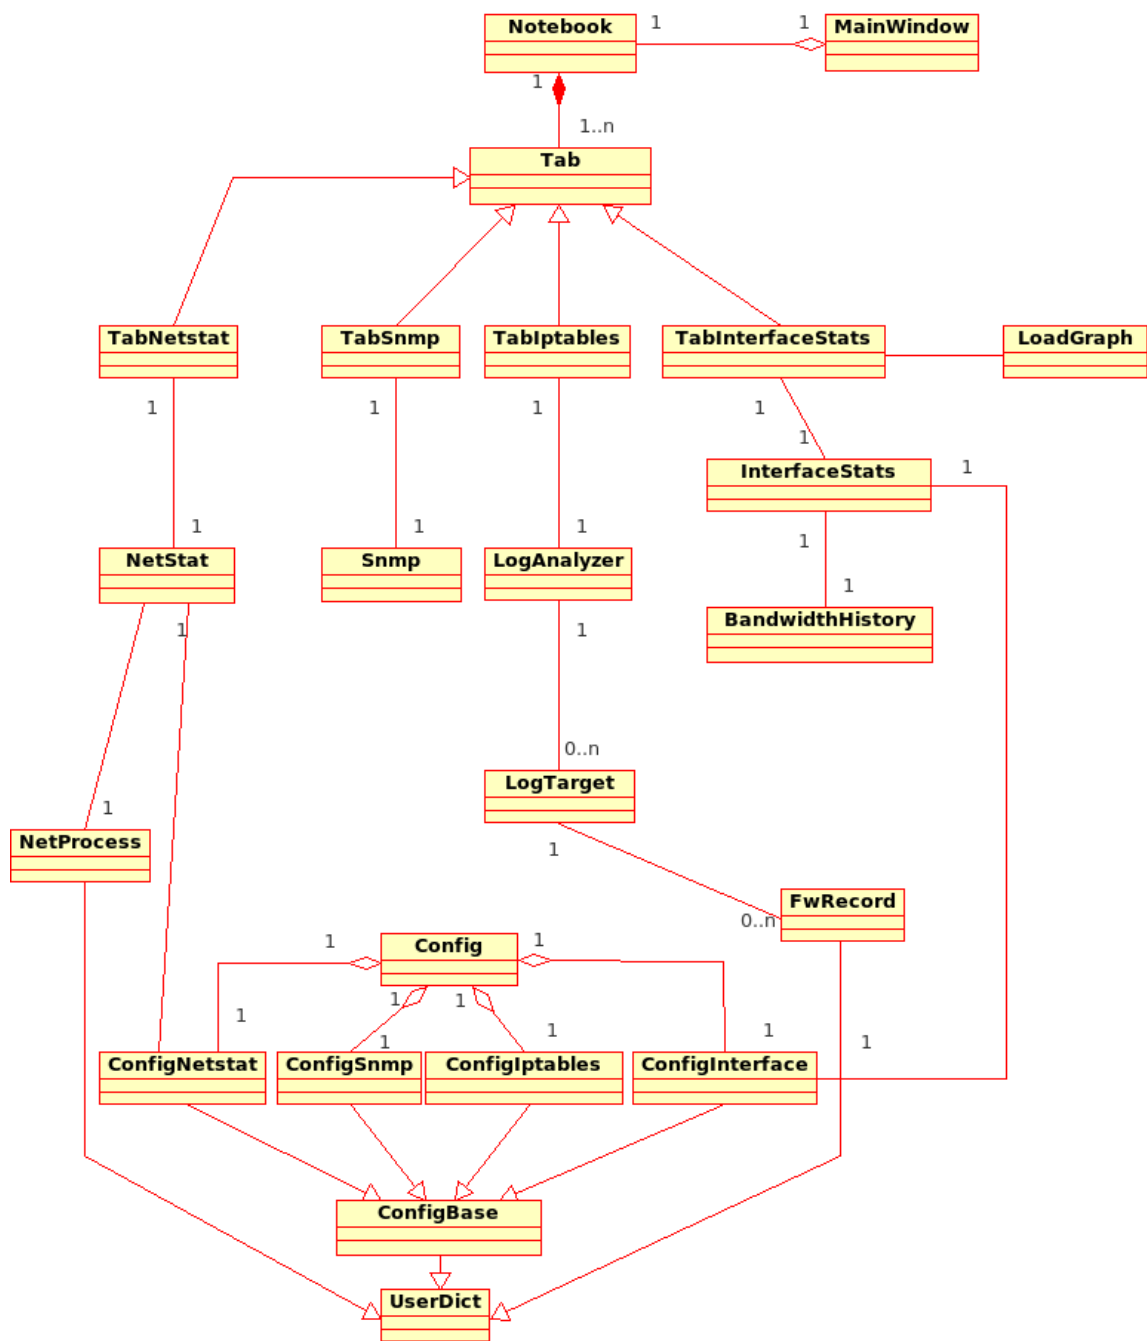 Notebook 1 1 MainWindow
1
1..n
Tab
TabNetstat TabSnmp TabIptables TabInterfaceStats LoadGraph
1 1 1 1
1
InterfaceStats 1
1 1 1
NetStat Snmp LogAnalyzer
1
1
BandwidthHistory
1 1
0..n
LogTarget
1
NetProcess
1
FwRecord
0..n
1 Config 1
1 1
1
1 1 1 1
ConfigNetstat ConfigSnmp ConfigIptables ConfigInterface
ConfigBase
UserDict